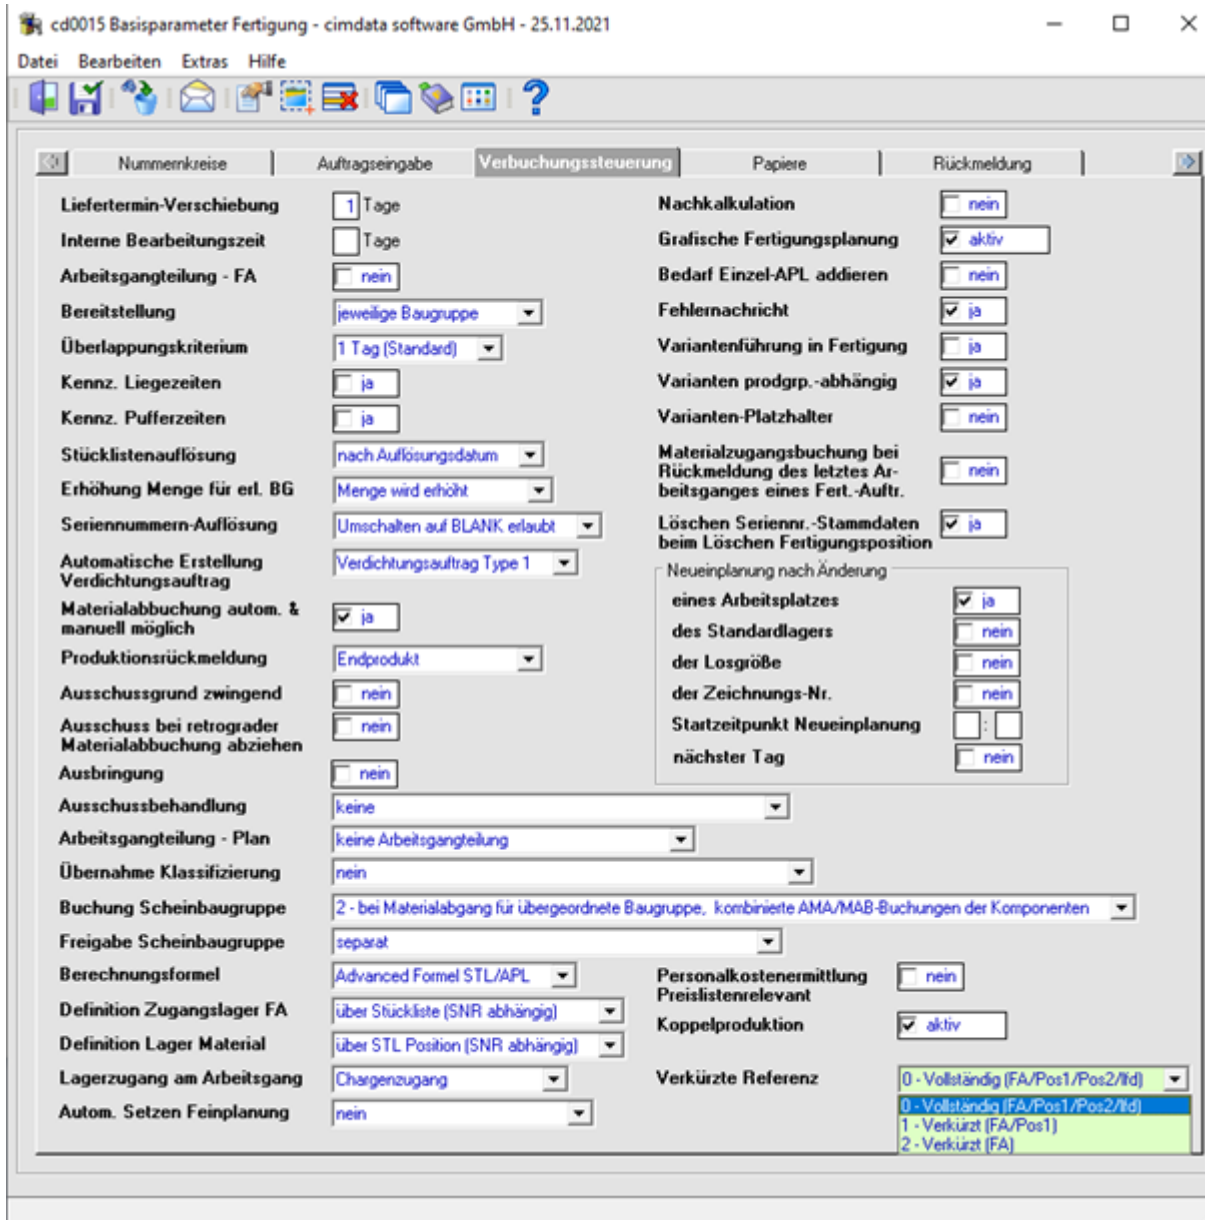 cd0015 Basisparameter Fertigung - cimdata software GmbH - 25.11.2021
Datei Bearbeiten Extras Hilfe
Nummernkreise Auftragseingabe Verbuchungssteuerung Papiere Rückmeldung
Liefertermin-Verschiebung 1 Tage
Interne Bearbeitungszeit Tage
Arbeitsgangteilung - FA nein
Bereitstellung jeweilige Baugruppe
Überlappungskriterium 1 Tag (Standard)
Kennz. Liegezeiten ja
Kennz. Pufferzeiten ja
Stücklistenauflösung nach Auflösungsdatum
Erhöhung Menge für erl. BG Menge wird erhöht
Seriennummern-Auflösung Umschalten auf BLANK erlaubt
Automatische Erstellung Verdichtungsauftrag Type 1
Verdichtungsauftrag
Materialabbuchung autom. & ja
manuell möglich
Produktionsrückmeldung Endprodukt
Ausschussgrund zwingend nein
Ausschuss bei retrograder nein
Materialabbuchung abziehen
Ausbringung nein
Nachkalkulation nein
Grafische Fertigungsplanung aktiv
Bedarf Einzel-APL addieren nein
Fehlernachricht ja
Variantenführung in Fertigung ja
Varianten prodgrp.-abhängig ja
Varianten-Platzhalter nein
Materialzugangsbuchung bei
Rückmeldung des letztes Ar- nein
beitsganges eines Fert.-Auftr.
Löschen Seriennr.-Stammdaten ja
beim Löschen Fertigungsposition
Neueinplanung nach Änderung
eines Arbeitsplatzes ja
des Standardlagers nein
der Losgröße nein
der Zeichnungs-Nr. nein
Startzeitpunkt Neueinplanung :
nächster Tag nein
Ausschussbehandlung keine
Arbeitsgangteilung - Plan keine Arbeitsgangteilung
Übernahme Klassifizierung nein
Buchung Scheinbaugruppe 2 - bei Materialabgang für übergeordnete Baugruppe, kombinierte AMA/MAB-Buchungen der Komponenten
Freigabe Scheinbaugruppe separat
Berechnungsformel Advanced Formel STL/APL
Definition Zugangslager FA über Stückliste (SNR abhängig)
Definition Lager Material über STL Position (SNR abhängig)
Lagerzugang am Arbeitsgang Chargenzugang
Autom. Setzen Feinplanung nein
Personalkostenermittlung nein
Preislistenrelevant
Koppelproduktion aktiv
Verkürzte Referenz 0 - Vollständig (FA/Pos1/Pos2/lfd)
0 - Vollständig (FA/Pos1/Pos2/lfd)
1 - Verkürzt (FA/Pos1)
2 - Verkürzt (FA)